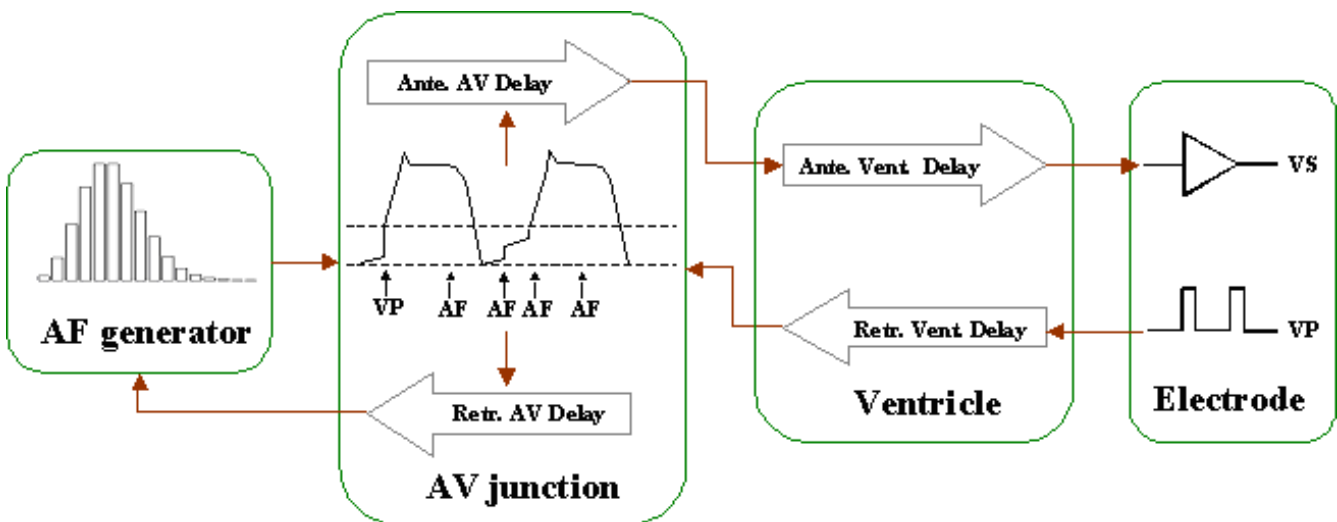 Ante. AV Delay
Ante. Vent. Delay
VS
VP
AF
AF
AF
AF
AF generator
Retr. Vent. Delay
VP
Retr. AV Delay
Ventricle
Electrode
AV junction